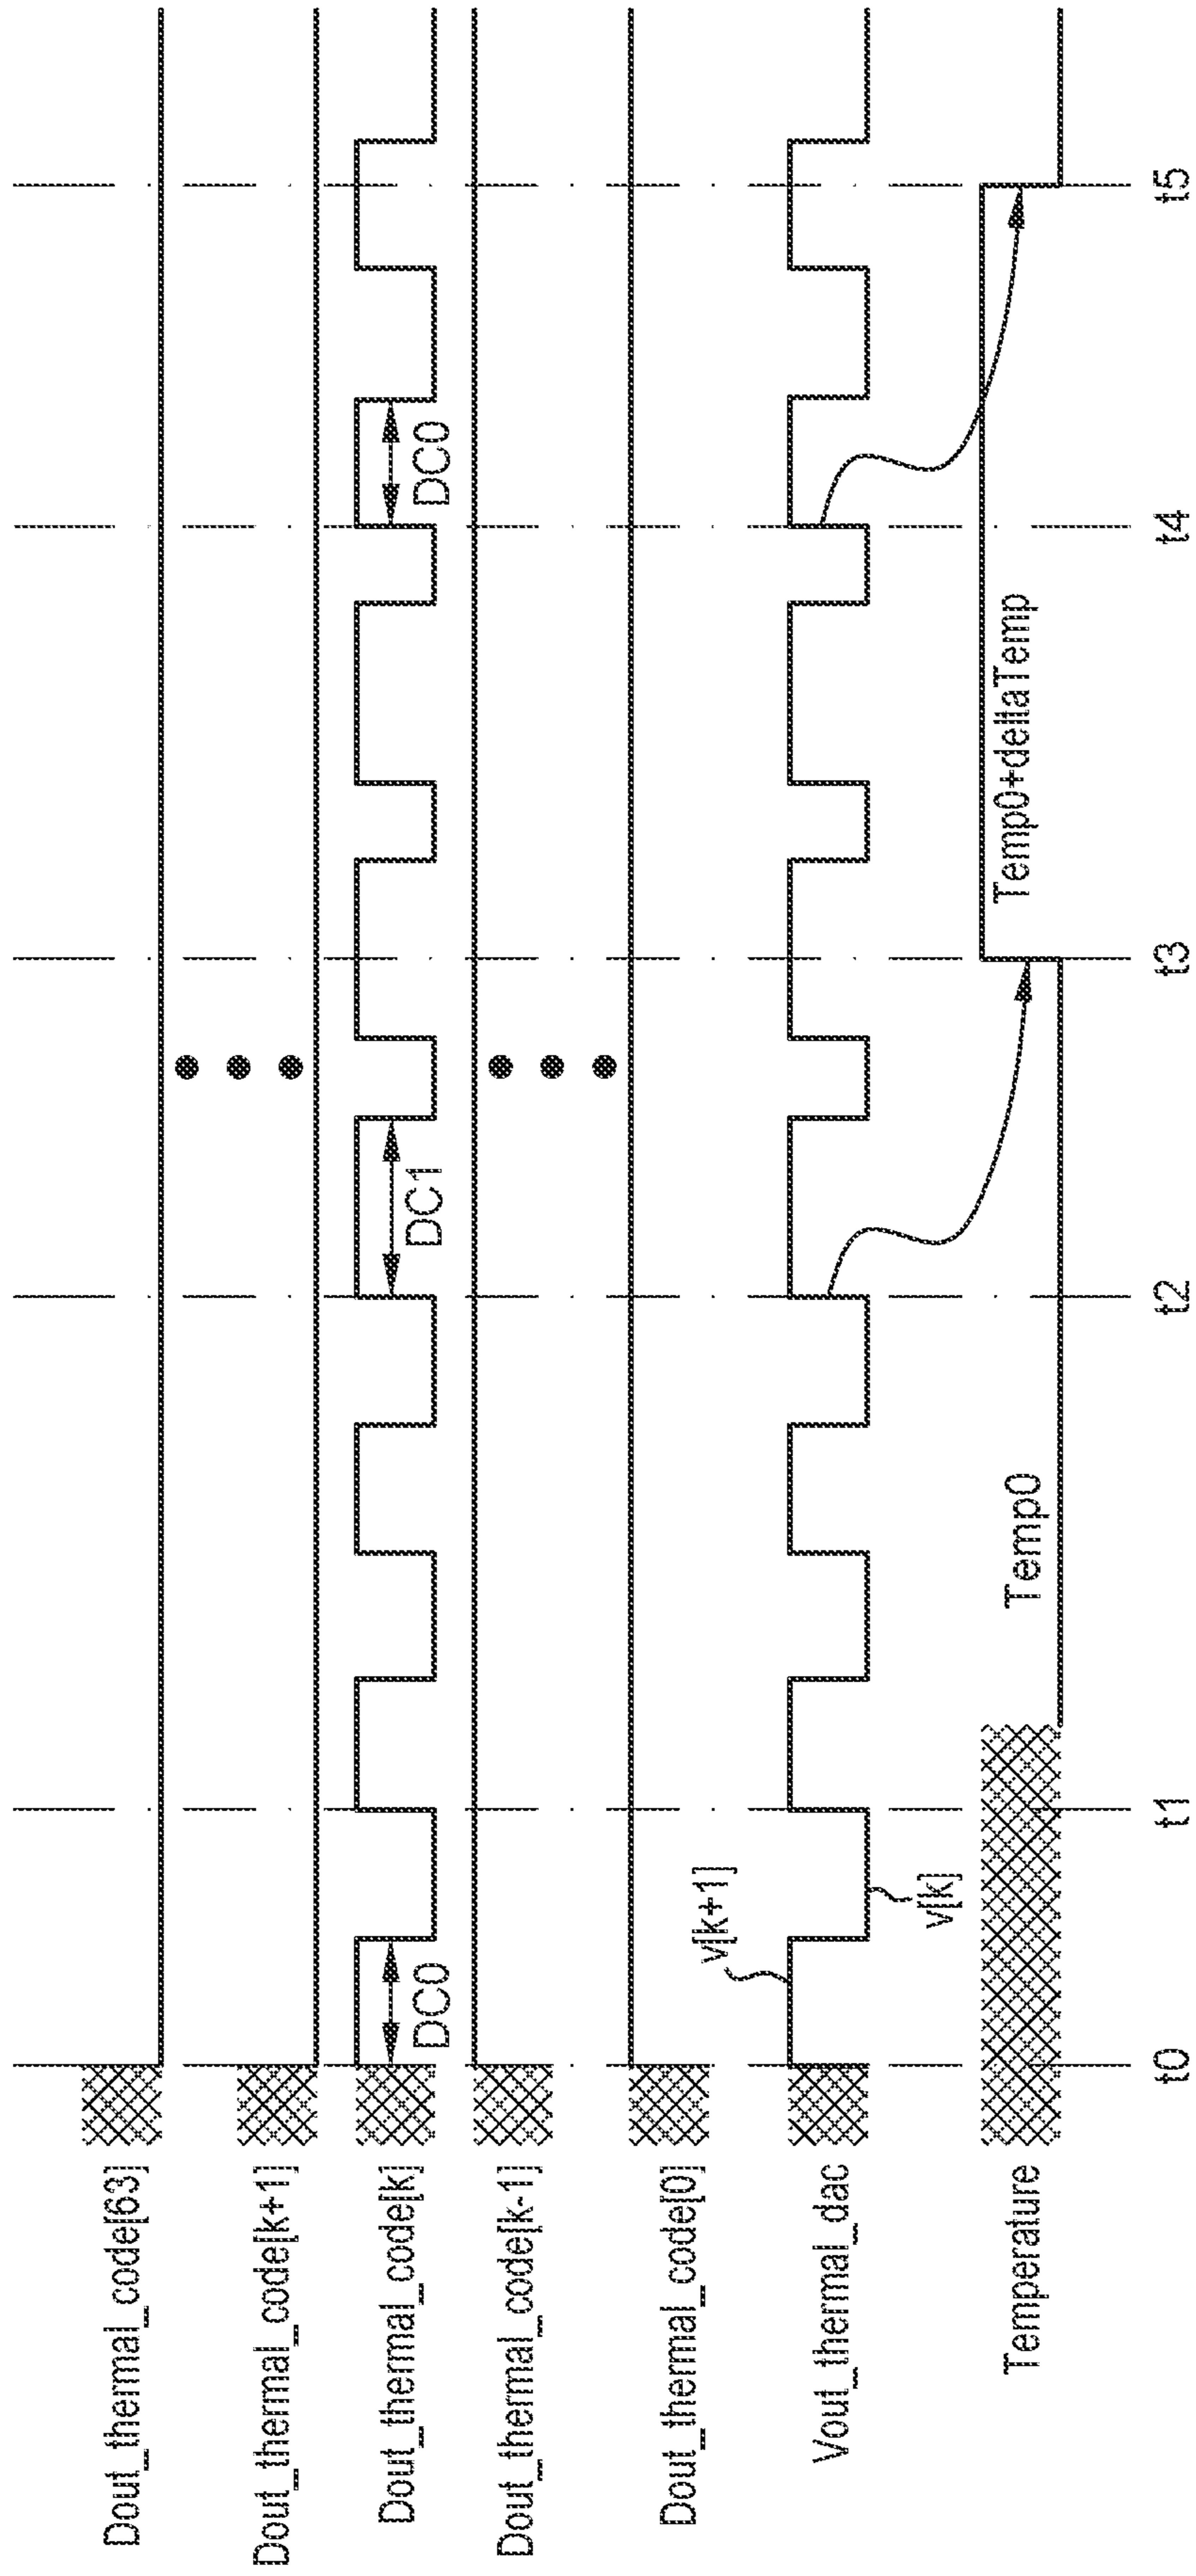 Dout_thermal_code[63]
Dout_thermal_code[k+1]
Dout_thermal_code[k]
DC0
DC1
DC0
Dout_thermal_code[k-1]
Dout_thermal_code[0]
Vout_thermal_dac
v[k+1]
v[k]
Temperature
Temp0
Temp0+deltaTemp
t0
t1
t2
t3
t4
t5